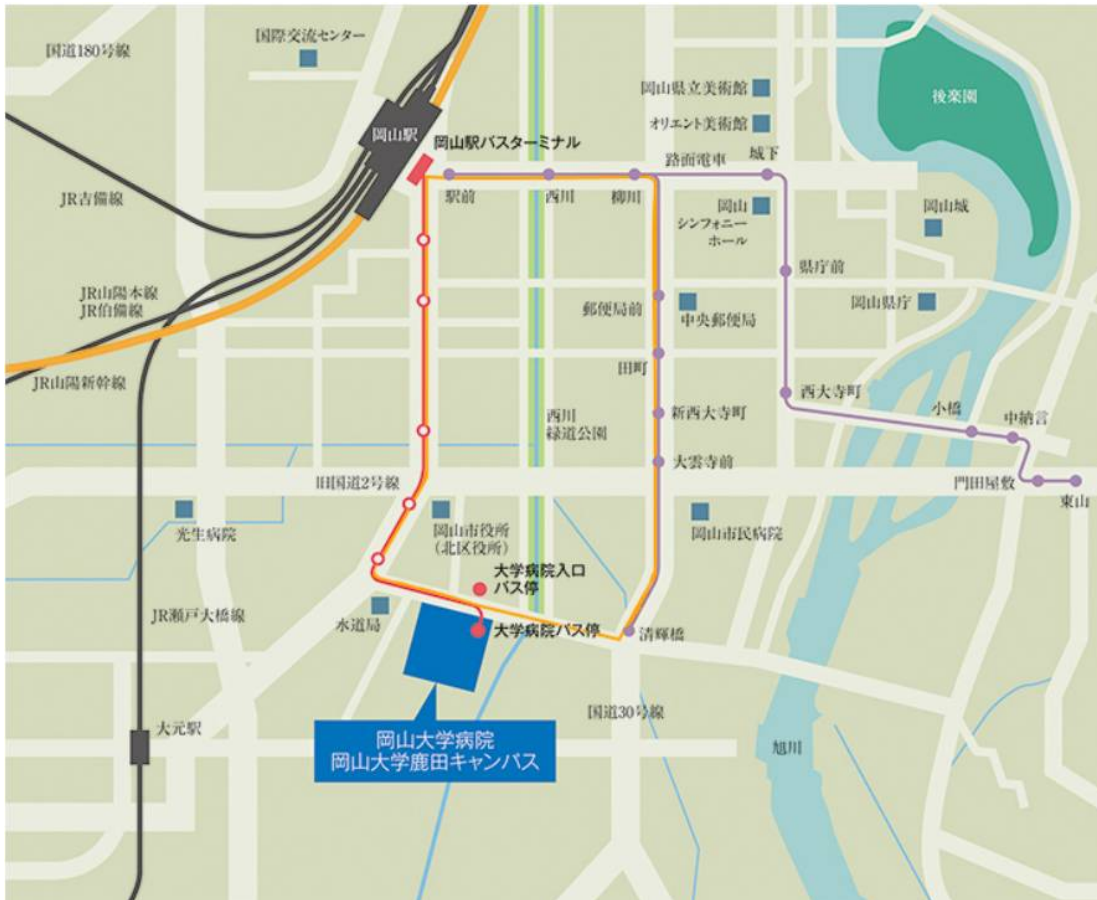 国道180号線
国際交流センター
岡山駅
岡山駅バスターミナル
岡山県立美術館
オリエント美術館
後楽園
路面電車
城下
JR吉備線
駅前
西川
柳川
岡山
シンフォニー
ホール
岡山城
県庁前
JR山陽本線
JR伯備線
郵便局前
中央郵便局
岡山県庁
JR山陽新幹線
田町
西大寺町
小橋
中納言
西川
緑道公園
新西大寺町
大雲寺前
旧国道2号線
門田屋敷
東山
光生病院
岡山市役所
(北区役所)
岡山市民病院
大学病院入口
バス停
JR瀬戸大橋線
水道局
大学病院バス停
清輝橋
国道30号線
大元駅
岡山大学病院
岡山大学鹿田キャンパス
旭川